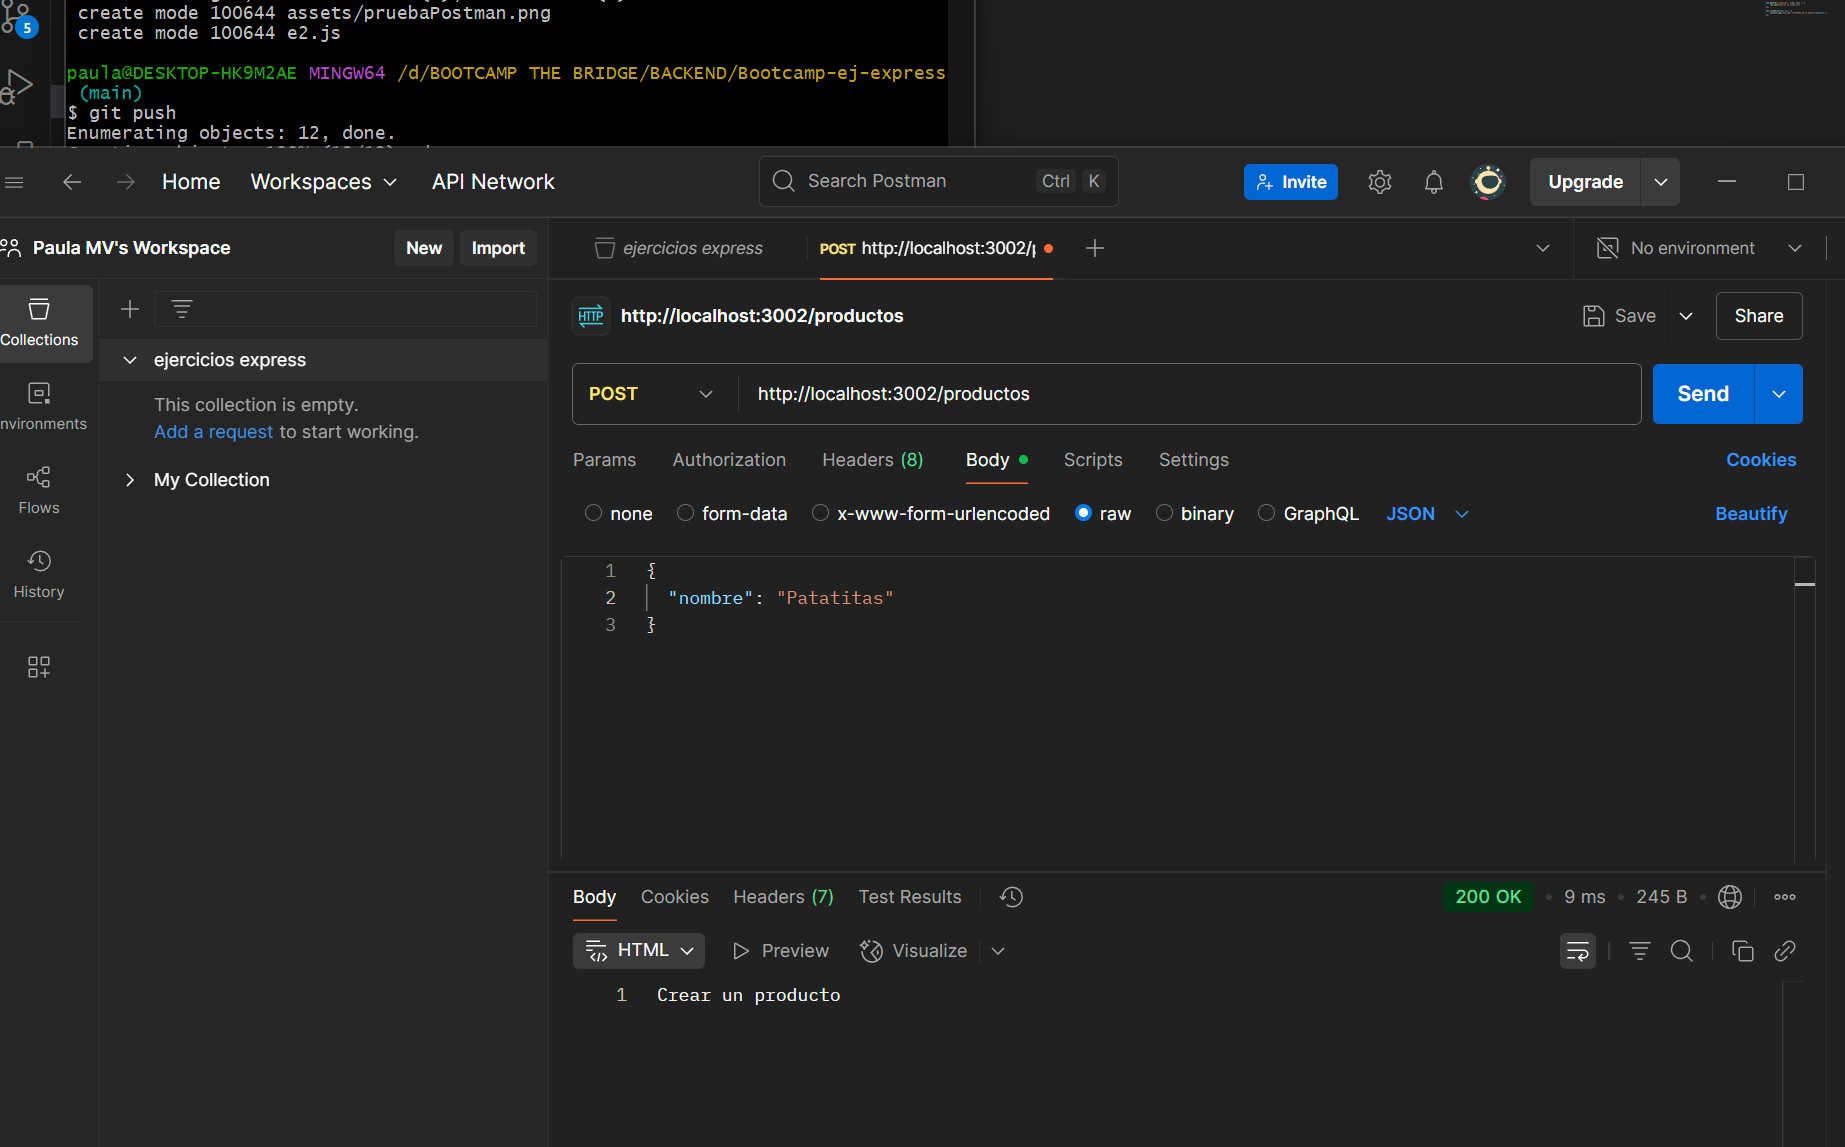 create mode 100644 assets/pruebaPostman.png
create mode 100644 e2.js
5
paula@DESKTOP-HK9M2AE MINGW64 /d/BOOTCAMP THE BRIDGE/BACKEND/Bootcamp-ej-express
(main)
$ git push
Enumerating objects: 12, done.
Home Workspaces API Network Search Postman Ctrl K Invite Upgrade
Paula MV's Workspace New Import ejercicios express POST http://localhost:3002/ No environment
Collections
nvironments
Flows
History
ejercicios express
This collection is empty.
Add a request to start working.
My Collection
HTTP http://localhost:3002/productos Save Share
POST http://localhost:3002/productos Send
Params Authorization Headers (8) Body Scripts Settings Cookies
none form-data x-www-form-urlencoded raw binary GraphQL JSON Beautify
1 {
2 "nombre": "Patatitas"
3 }
Body Cookies Headers (7) Test Results 200 OK • 9 ms • 245 B •
HTML Preview Visualize
1 Crear un producto